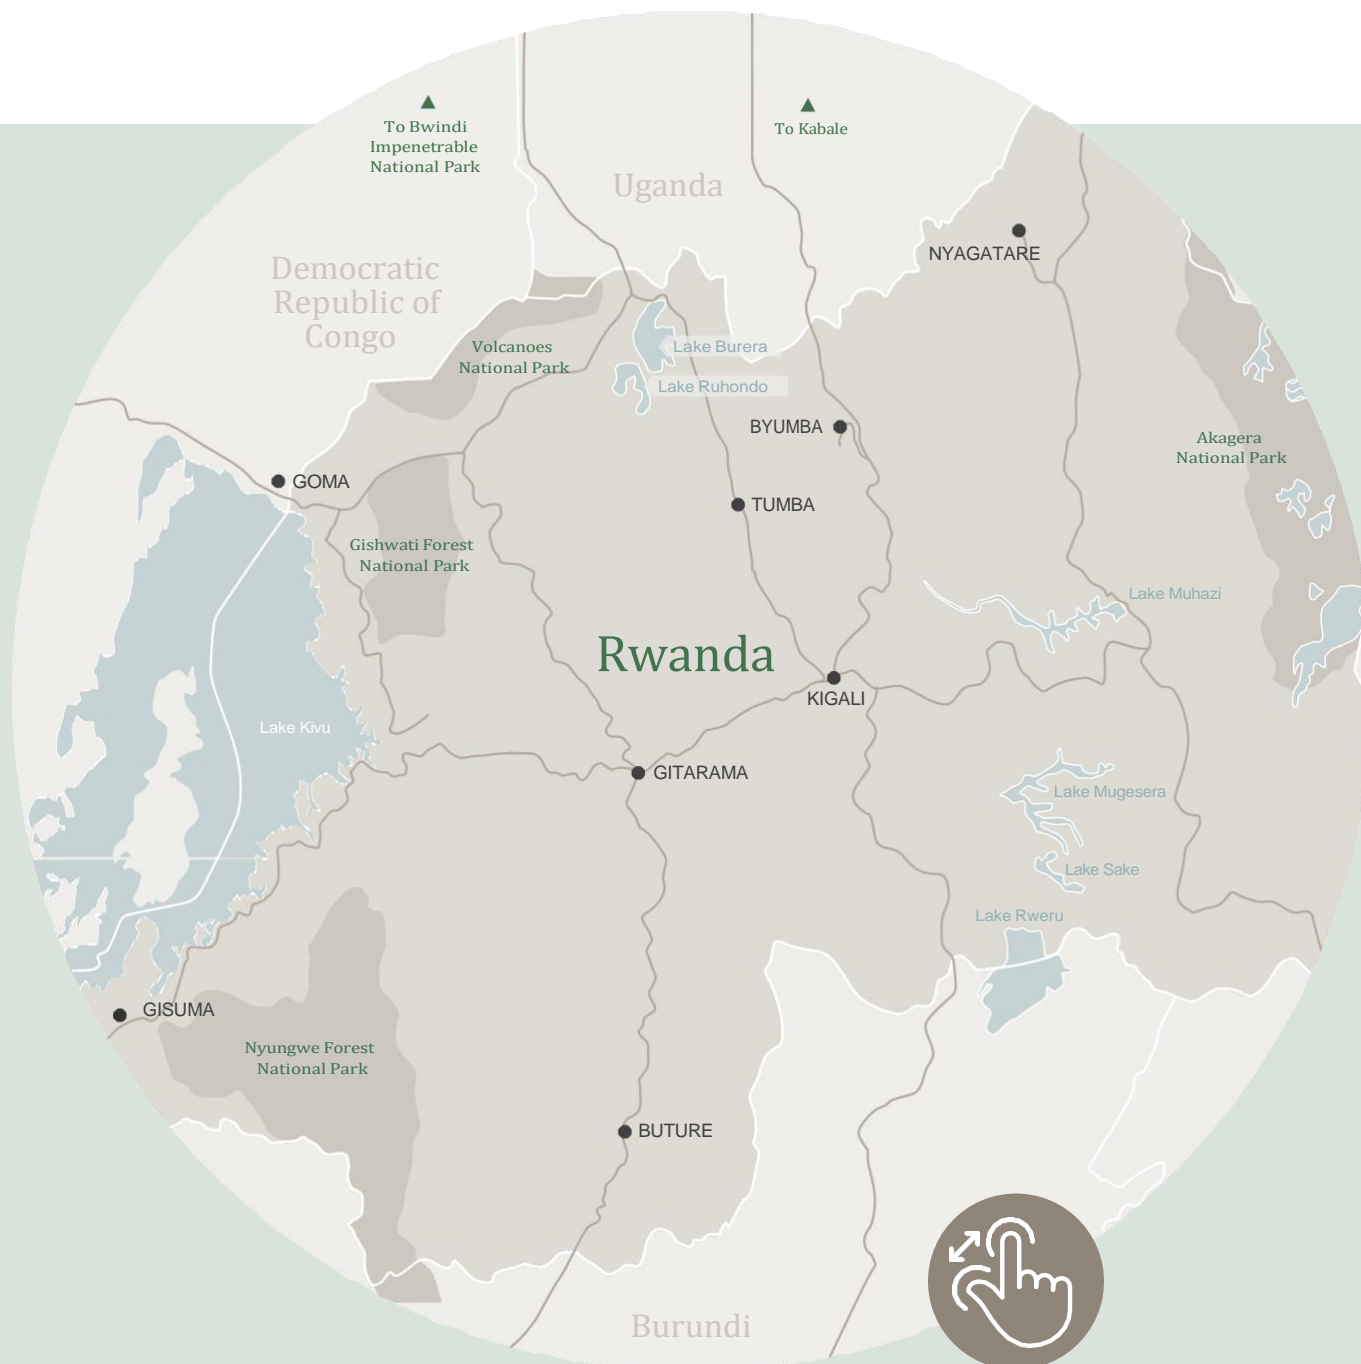 To Bwindi
Impenetrable
National Park
To Kabale
Uganda
NYAGATARE
Democratic
Republic of
Congo
Volcanoes
National Park
Lake Burera
Lake Ruhondo
BYUMBA
Akagera
National Park
GOMA
TUMBA
Gishwati Forest
National Park
Lake Muhazi
Rwanda
KIGALI
Lake Kivu
GITARAMA
Lake Mugesera
Lake Sake
Lake Rweru
GISUMA
Nyungwe Forest
National Park
BUTURE
Burundi